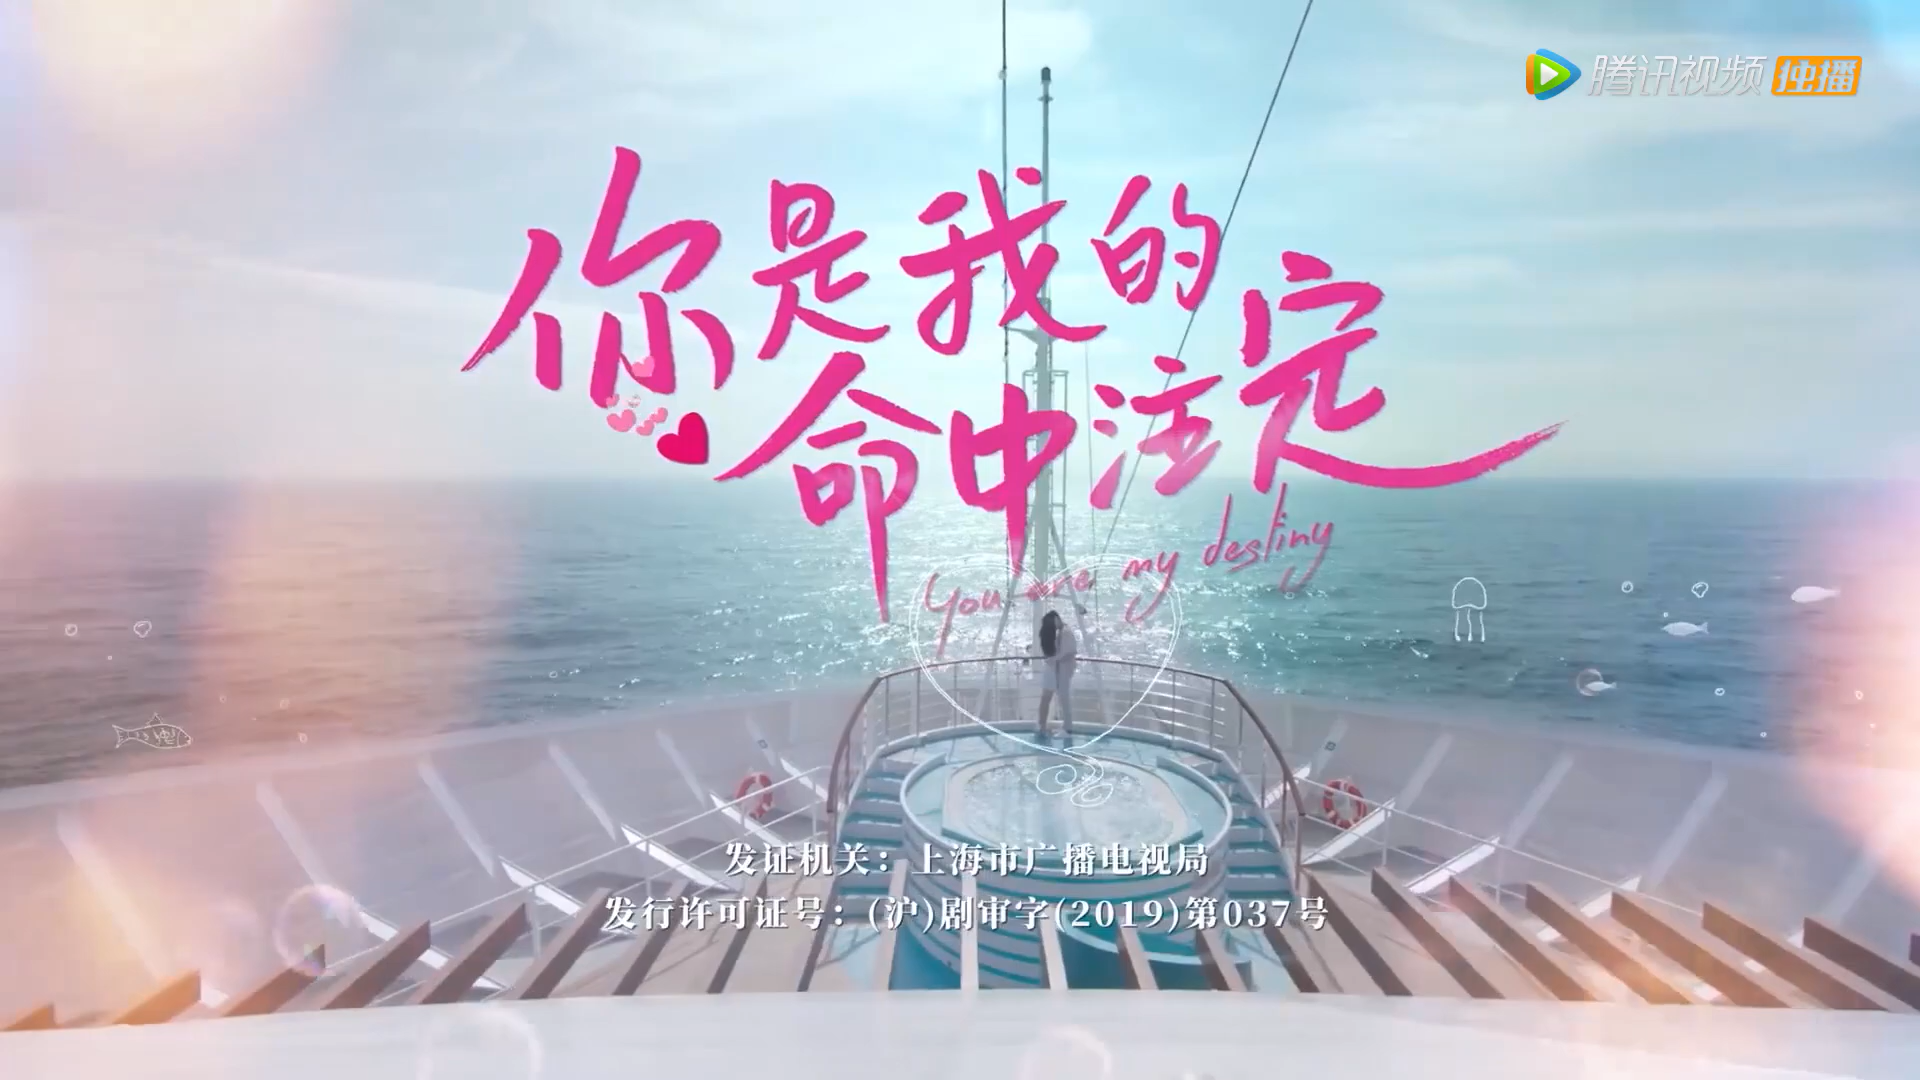 腾讯视频 独播
你是我的
命中注定
you are my destiny
发证机关：上海市广播电视局
发行许可证号：(沪)剧审字(2019)第037号